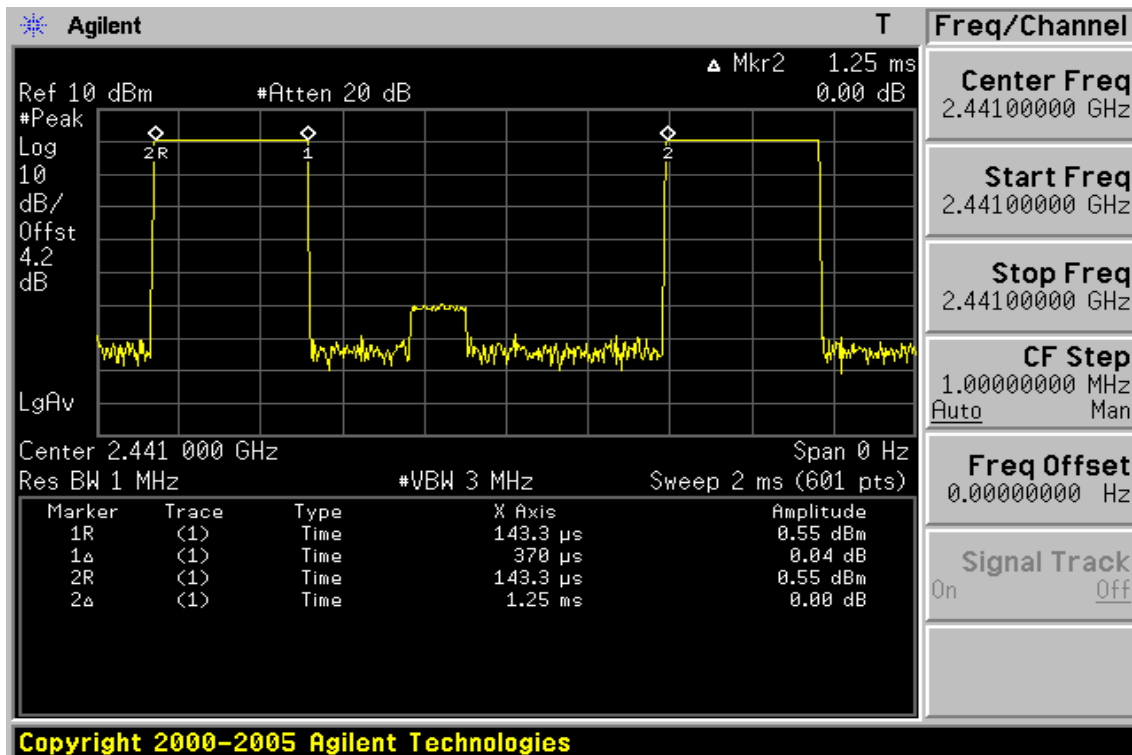 Agilent
T
Freq/Channel
Δ Mkr2 1.25 ms
Ref 10 dBm #Atten 20 dB 0.00 dB
#Peak
Log
10
dB/
Offst
4.2
dB
LgAv
2R 1 2
Center 2.441 000 GHz Span 0 Hz
Res BW 1 MHz #VBW 3 MHz Sweep 2 ms (601 pts)
Marker Trace Type X Axis Amplitude
1R (1) Time 143.3 µs 0.55 dBm
1Δ (1) Time 370 µs 0.04 dB
2R (1) Time 143.3 µs 0.55 dBm
2Δ (1) Time 1.25 ms 0.00 dB
Center Freq
2.44100000 GHz
Start Freq
2.44100000 GHz
Stop Freq
2.44100000 GHz
CF Step
1.00000000 MHz
Auto Man
Freq Offset
0.00000000 Hz
Signal Track
On Off
Copyright 2000-2005 Agilent Technologies